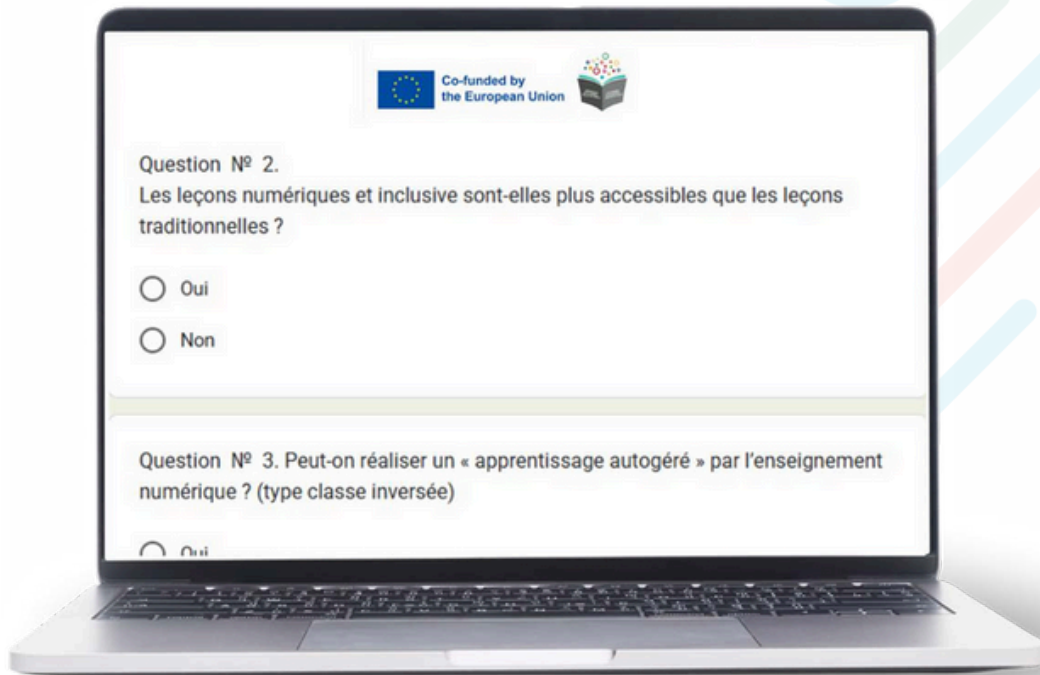 Co-funded by
the European Union
Question Nº 2.
Les leçons numériques et inclusive sont-elles plus accessibles que les leçons
traditionnelles ?
Oui
Non
Question Nº 3. Peut-on réaliser un « apprentissage autogéré » par l'enseignement
numérique ? (type classe inversée)
Oui